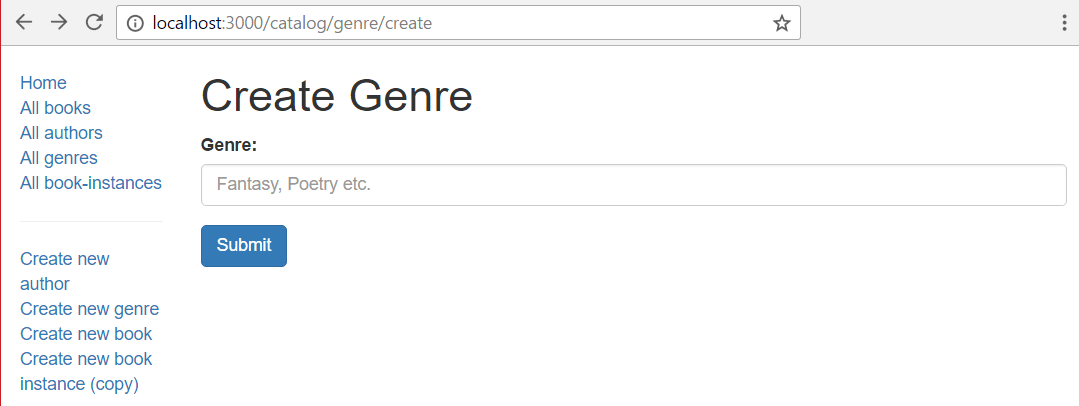 localhost:3000/catalog/genre/create
Home
All books
All authors
All genres
All book-instances
Create new
author
Create new genre
Create new book
Create new book
instance (copy)
Create Genre
Genre:
Fantasy, Poetry etc.
Submit